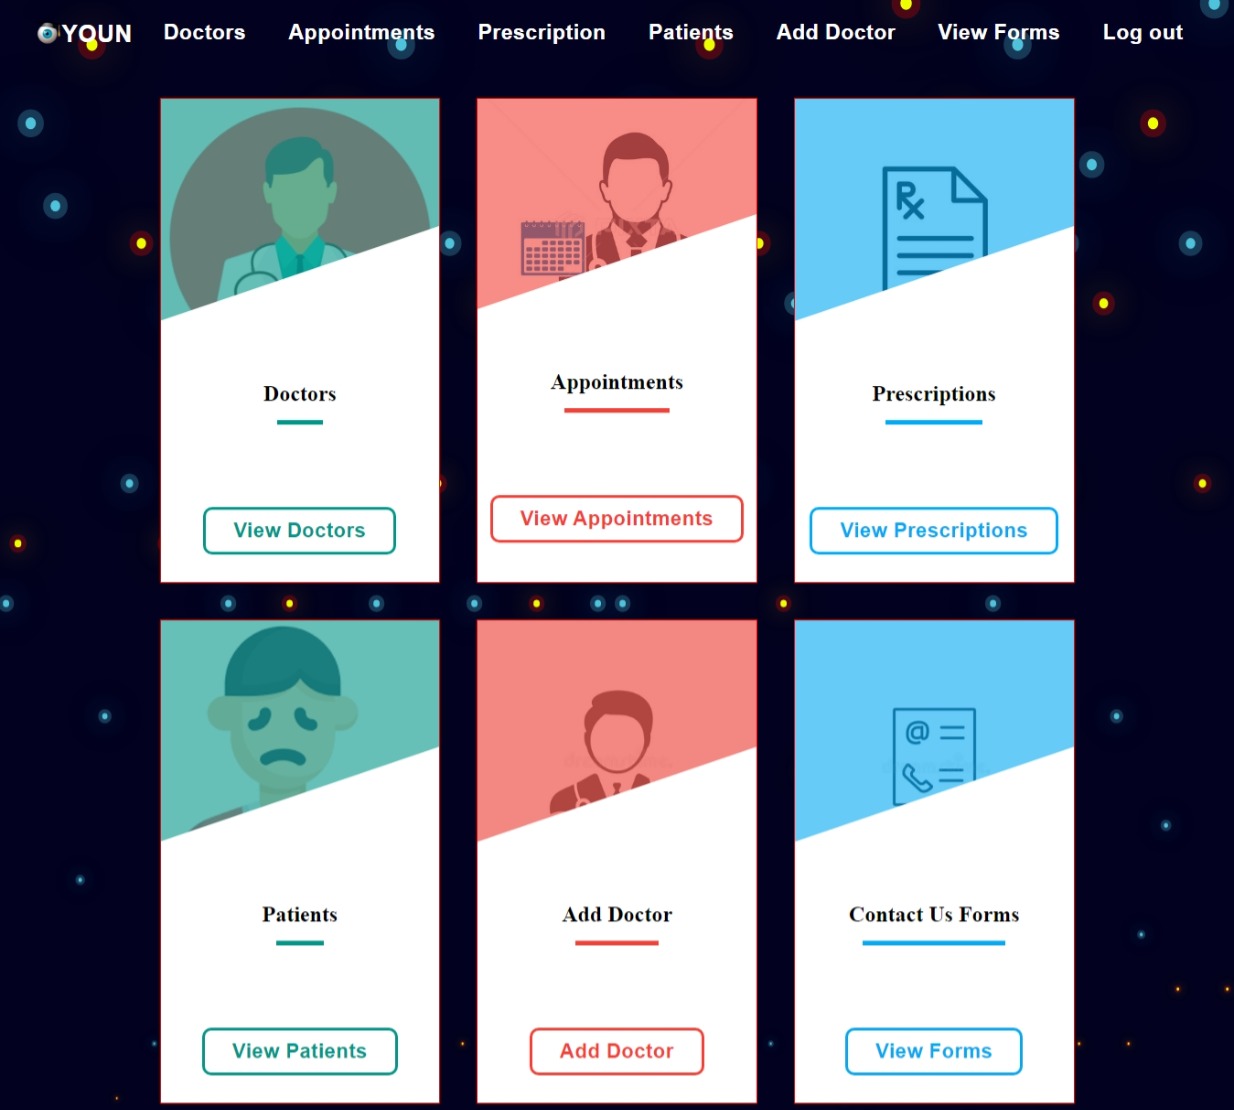 YOUN Doctors Appointments Prescription Patients Add Doctor View Forms Log out
Rx
Doctors
Appointments
Prescriptions
View Doctors
View Appointments
View Prescriptions
@
Patients
Add Doctor
Contact Us Forms
View Patients
Add Doctor
View Forms